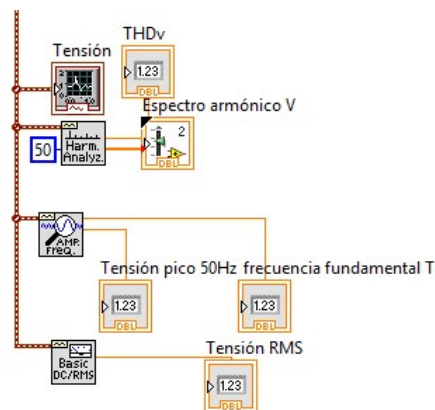 THDv
Tensión
1.23
DBL
Espectro armónico V
2
DBL
50
Harm.
Analyz.
AMP.
FREQ.
Tensión pico 50Hz frecuencia fundamental T
1.23
DBL
1.23
DBL
Basic
DC/RMS
Tensión RMS
1.23
DBL